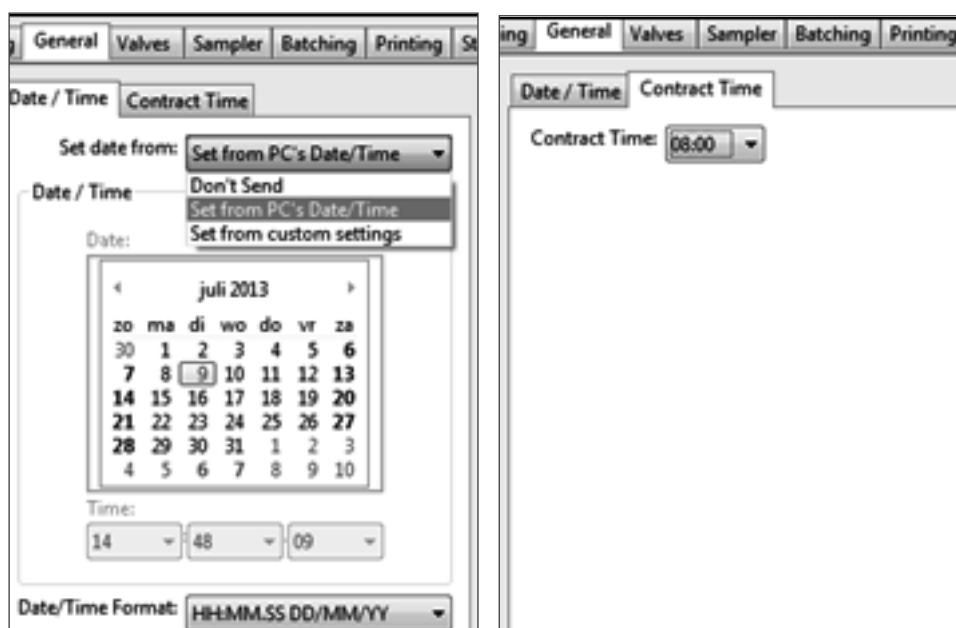 General Valves Sampler Batching Printing St
Date / Time Contract Time
Set date from: Set from PC's Date/Time
Don't Send
Set from PC's Date/Time
Set from custom settings
Date / Time
Date:
juli 2013
zo ma di wo do vr za
30 1 2 3 4 5 6
7 8 9 10 11 12 13
14 15 16 17 18 19 20
21 22 23 24 25 26 27
28 29 30 31 1 2 3
4 5 6 7 8 9 10
Time:
14 : 48 : 09
Date/Time Format: HH:MM.SS DD/MM/YY
ing General Valves Sampler Batching Printing
Date / Time Contract Time
Contract Time: 08:00